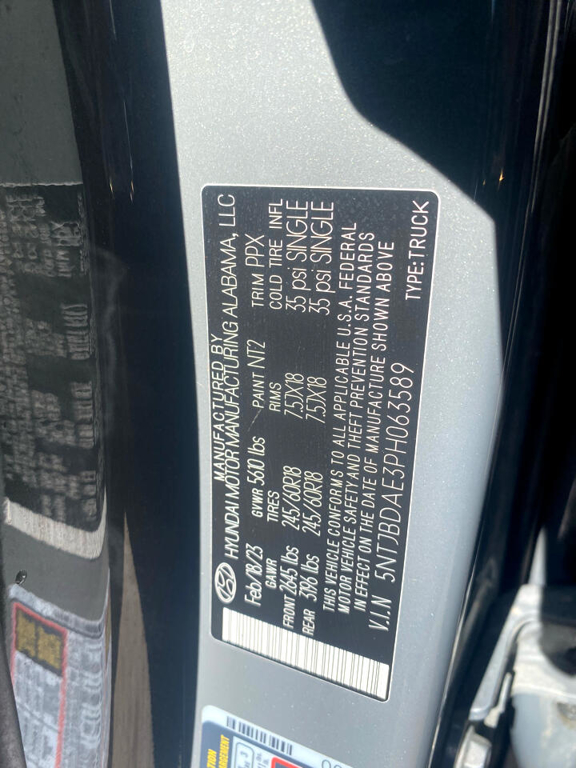 MANUFACTURED BY
HYUNDAI MOTOR MANUFACTURING ALABAMA, LLC
Feb/18/23 GVWR 5610 lbs PAINT NT2 TRIM PPX
GAWR TIRES RIMS COLD TIRE INFL
FRONT 2645 lbs 245/60R18 7.5JX18 35 psi SINGLE
REAR 3196 lbs 245/60R18 7.5JX18 35 psi SINGLE
THIS VEHICLE CONFORMS TO ALL APPLICABLE U.S.A. FEDERAL
MOTOR VEHICLE SAFETY AND THEFT PREVENTION STANDARDS
IN EFFECT ON THE DATE OF MANUFACTURE SHOWN ABOVE
V.I.N 5NTJBDAE3PH063589 TYPE:TRUCK